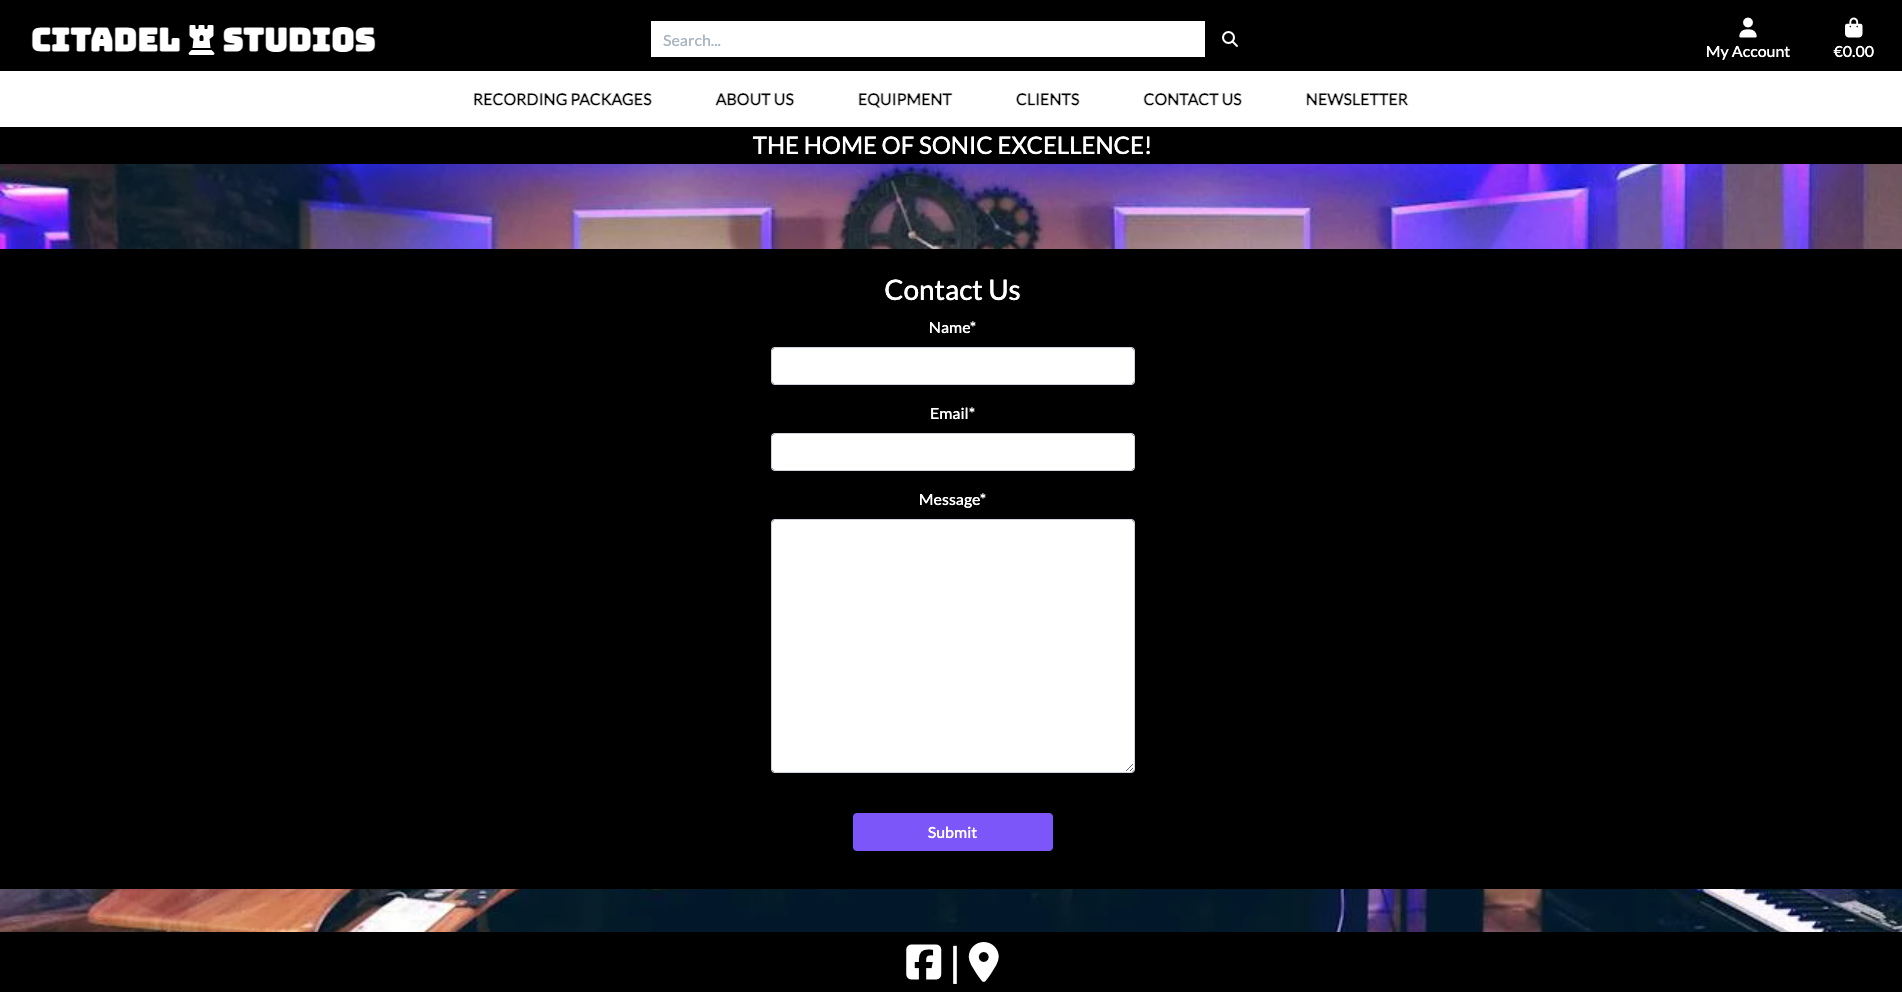 CITADEL STUDIOS
Search...
My Account
€0.00
RECORDING PACKAGES
ABOUT US
EQUIPMENT
CLIENTS
CONTACT US
NEWSLETTER
THE HOME OF SONIC EXCELLENCE!
Contact Us
Name*
Email*
Message*
Submit
|